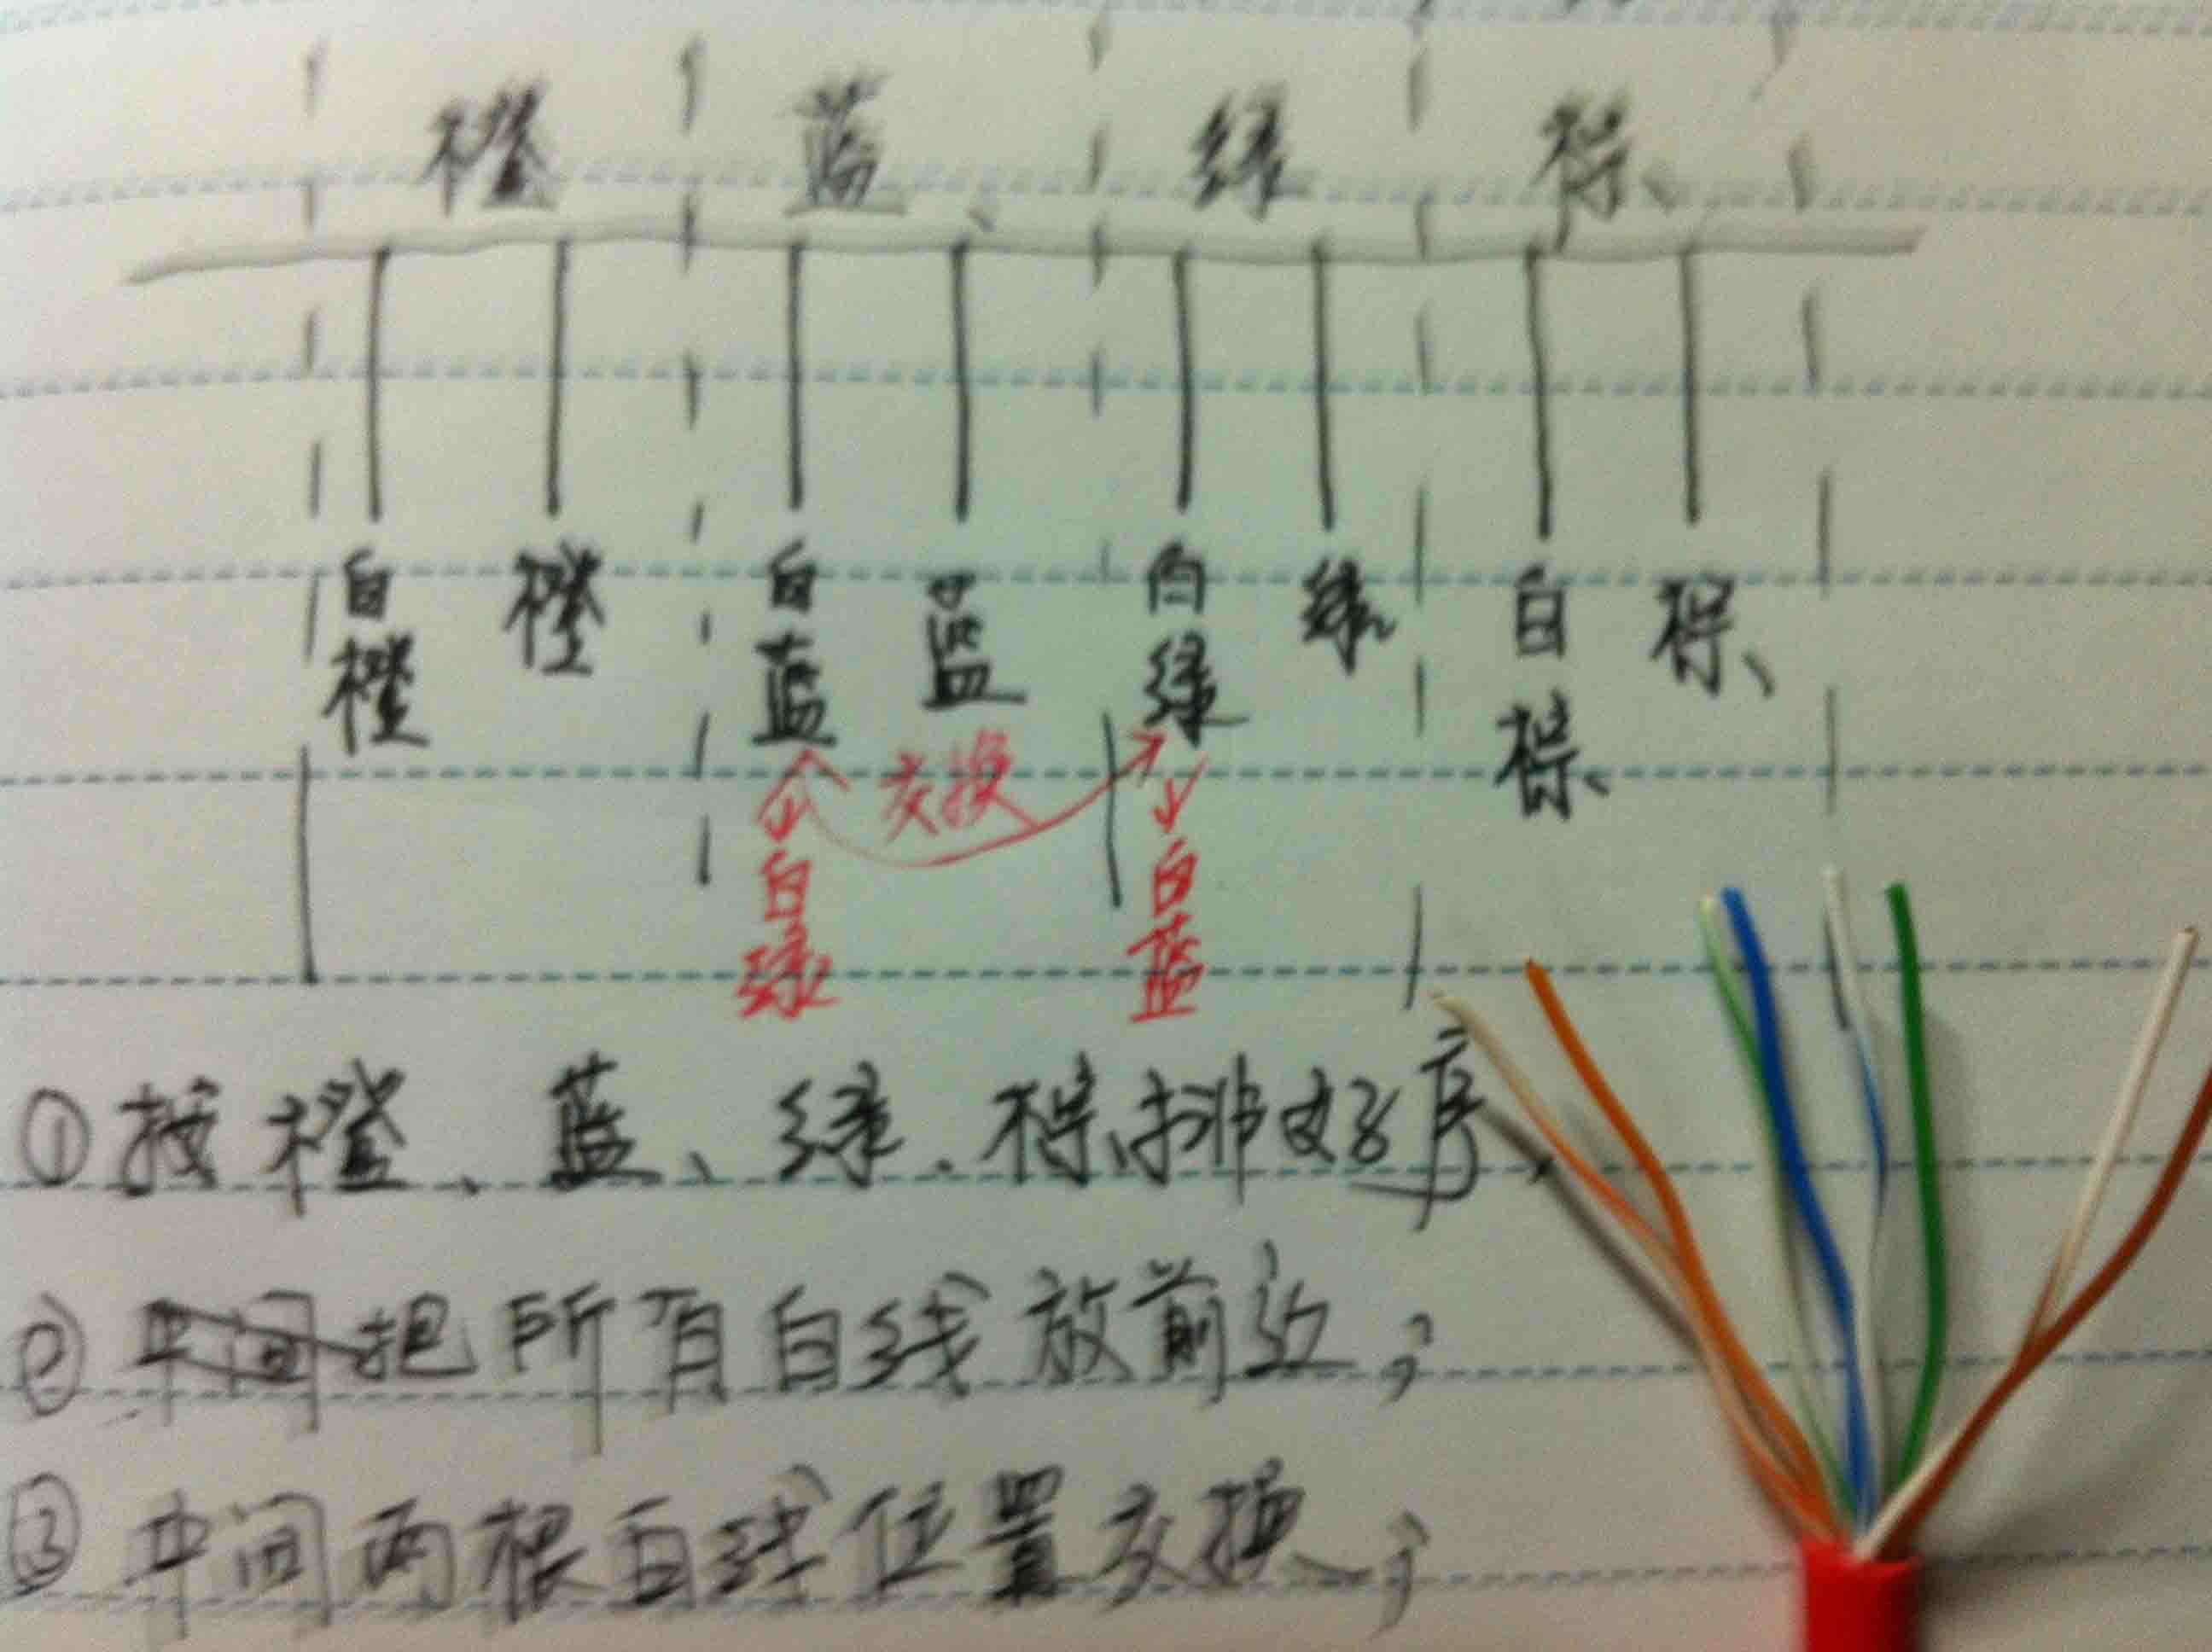 橙 蓝、 绿 棕
白橙 橙 白蓝 蓝 白绿 绿 白棕 棕
交换
白绿 白蓝
①按橙、蓝、绿、棕排好序
②中间把所有白线放前边;
③中间两根白线位置交换;